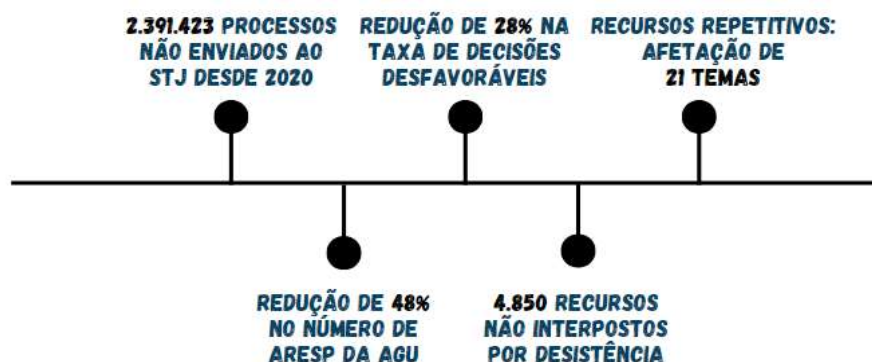 2.391.423 PROCESSOS
NÃO ENVIADOS AO
STJ DESDE 2020
REDUÇÃO DE 28% NA
TAXA DE DECISÕES
DESFAVORÁVEIS
RECURSOS REPETITIVOS:
AFETAÇÃO DE
21 TEMAS
REDUÇÃO DE 48%
NO NÚMERO DE
ARESP DA AGU
4.850 RECURSOS
NÃO INTERPOSTOS
POR DESISTÊNCIA